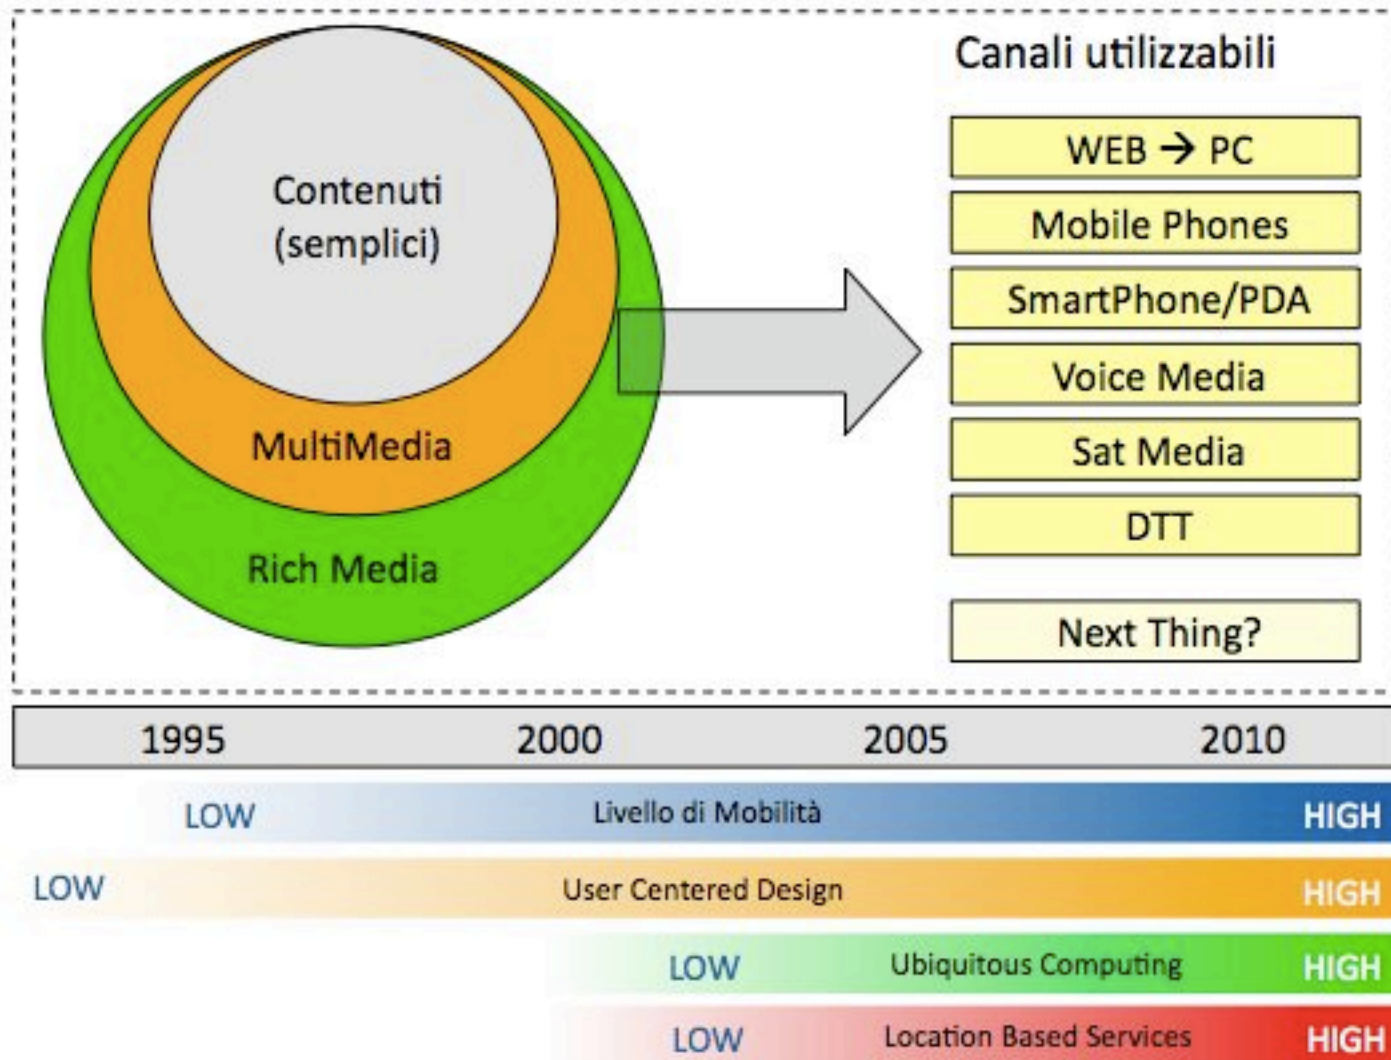 Canali utilizzabili
Contenuti
(semplici)
MultiMedia
Rich Media
WEB → PC
Mobile Phones
SmartPhone/PDA
Voice Media
Sat Media
DTT
Next Thing?
1995 2000 2005 2010
LOW Livello di Mobilità HIGH
LOW User Centered Design HIGH
LOW Ubiquitous Computing HIGH
LOW Location Based Services HIGH